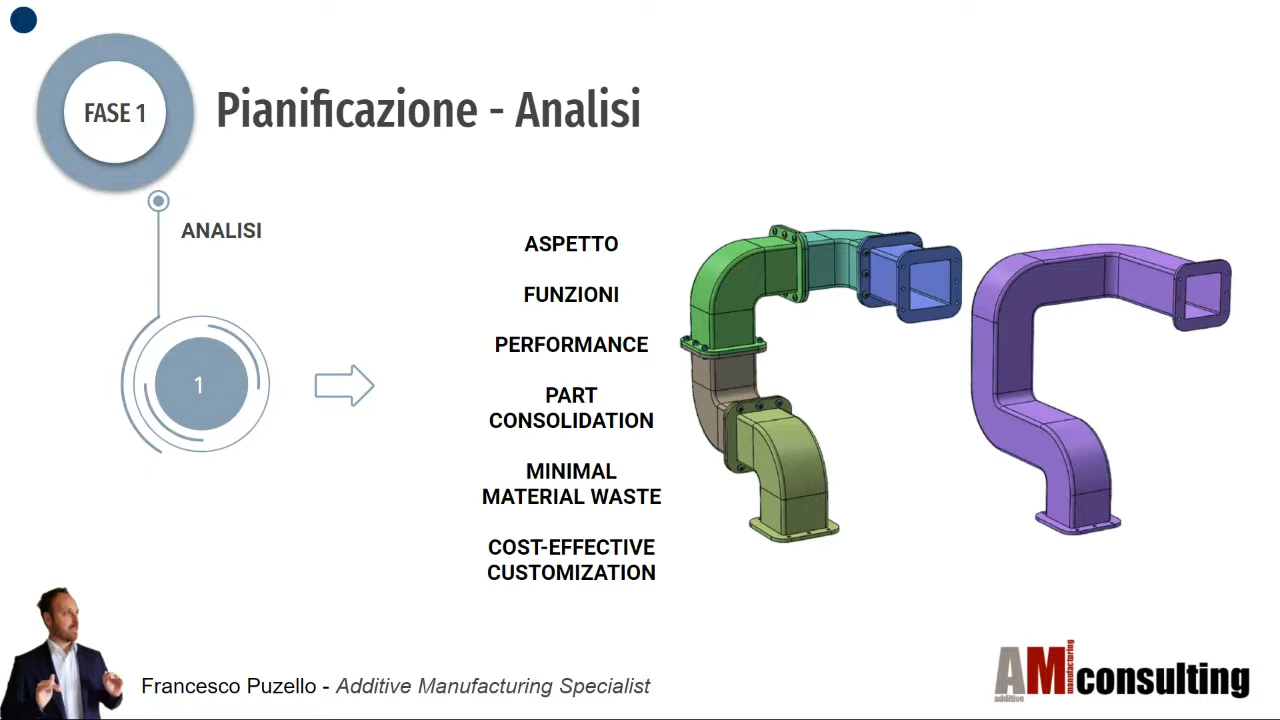 FASE 1
Pianificazione - Analisi
ANALISI
1
ASPETTO
FUNZIONI
PERFORMANCE
PART
CONSOLIDATION
MINIMAL
MATERIAL WASTE
COST-EFFECTIVE
CUSTOMIZATION
Francesco Puzello - Additive Manufacturing Specialist
AM consulting
additive
manufacturing